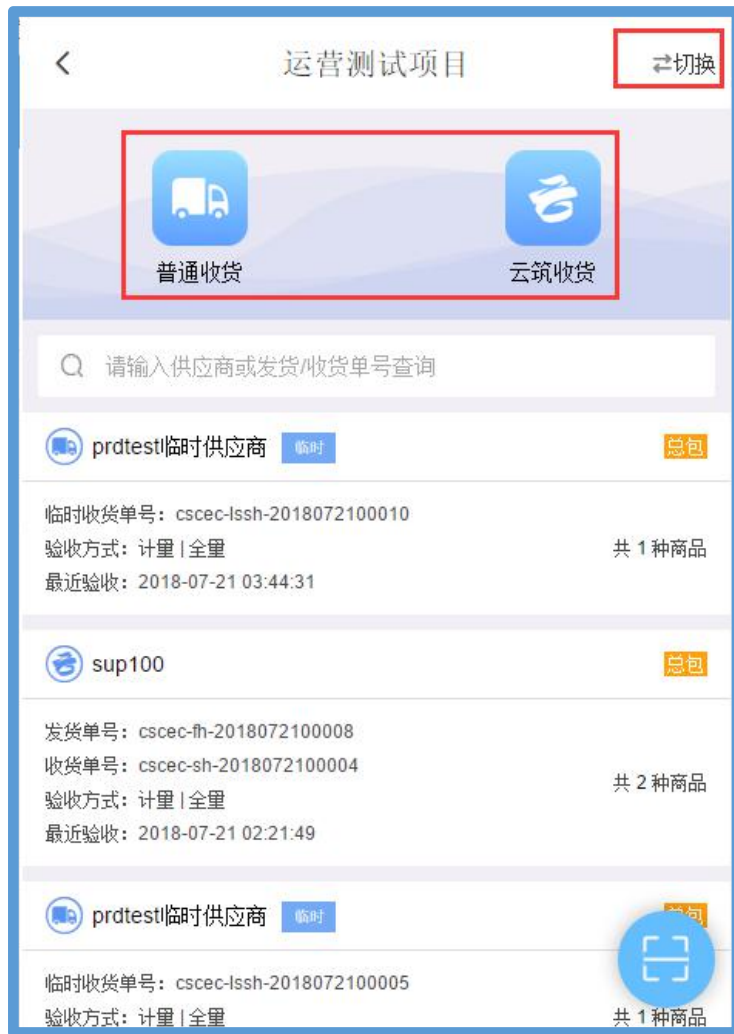 运营测试项目
切换
普通收货 云筑收货
请输入供应商或发货/收货单号查询
prdtest临时供应商 临时 总包
临时收货单号：cscec-lssh-2018072100010
验收方式：计量 | 全量
共 1 种商品
最近验收：2018-07-21 03:44:31
sup100 总包
发货单号：cscec-fh-2018072100008
收货单号：cscec-sh-2018072100004
共 2 种商品
验收方式：计量 | 全量
最近验收：2018-07-21 02:21:49
prdtest临时供应商 临时 总包
临时收货单号：cscec-lssh-2018072100005
验收方式：计量 | 全量 共 1 种商品